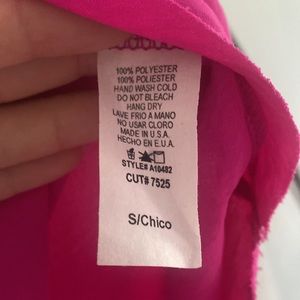 100% POLYESTER
100% POLIESTER
HAND WASH COLD
DO NOT BLEACH
HANG DRY
LAVE FRIO A MANO
NO USAR CLORO
MADE IN U.S.A.
HECHO EN E.U.A.
STYLE# A10482
CUT# 7525
S/Chico